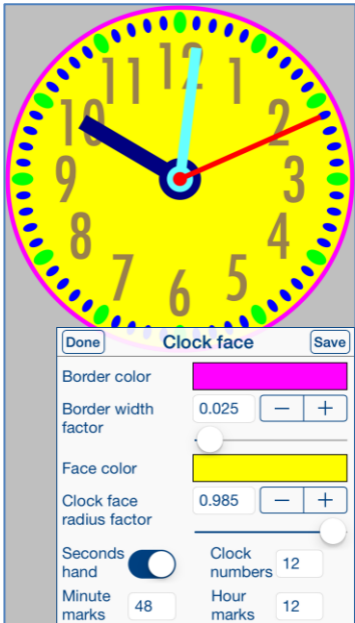 12
11 1
10 2
9 3
8 4
7 5
6
Done Clock face Save
Border color
Border width 0.025 − +
factor
Face color
Clock face 0.985 − +
radius factor
Seconds Clock
hand numbers 12
Minute Hour
marks 48 marks 12